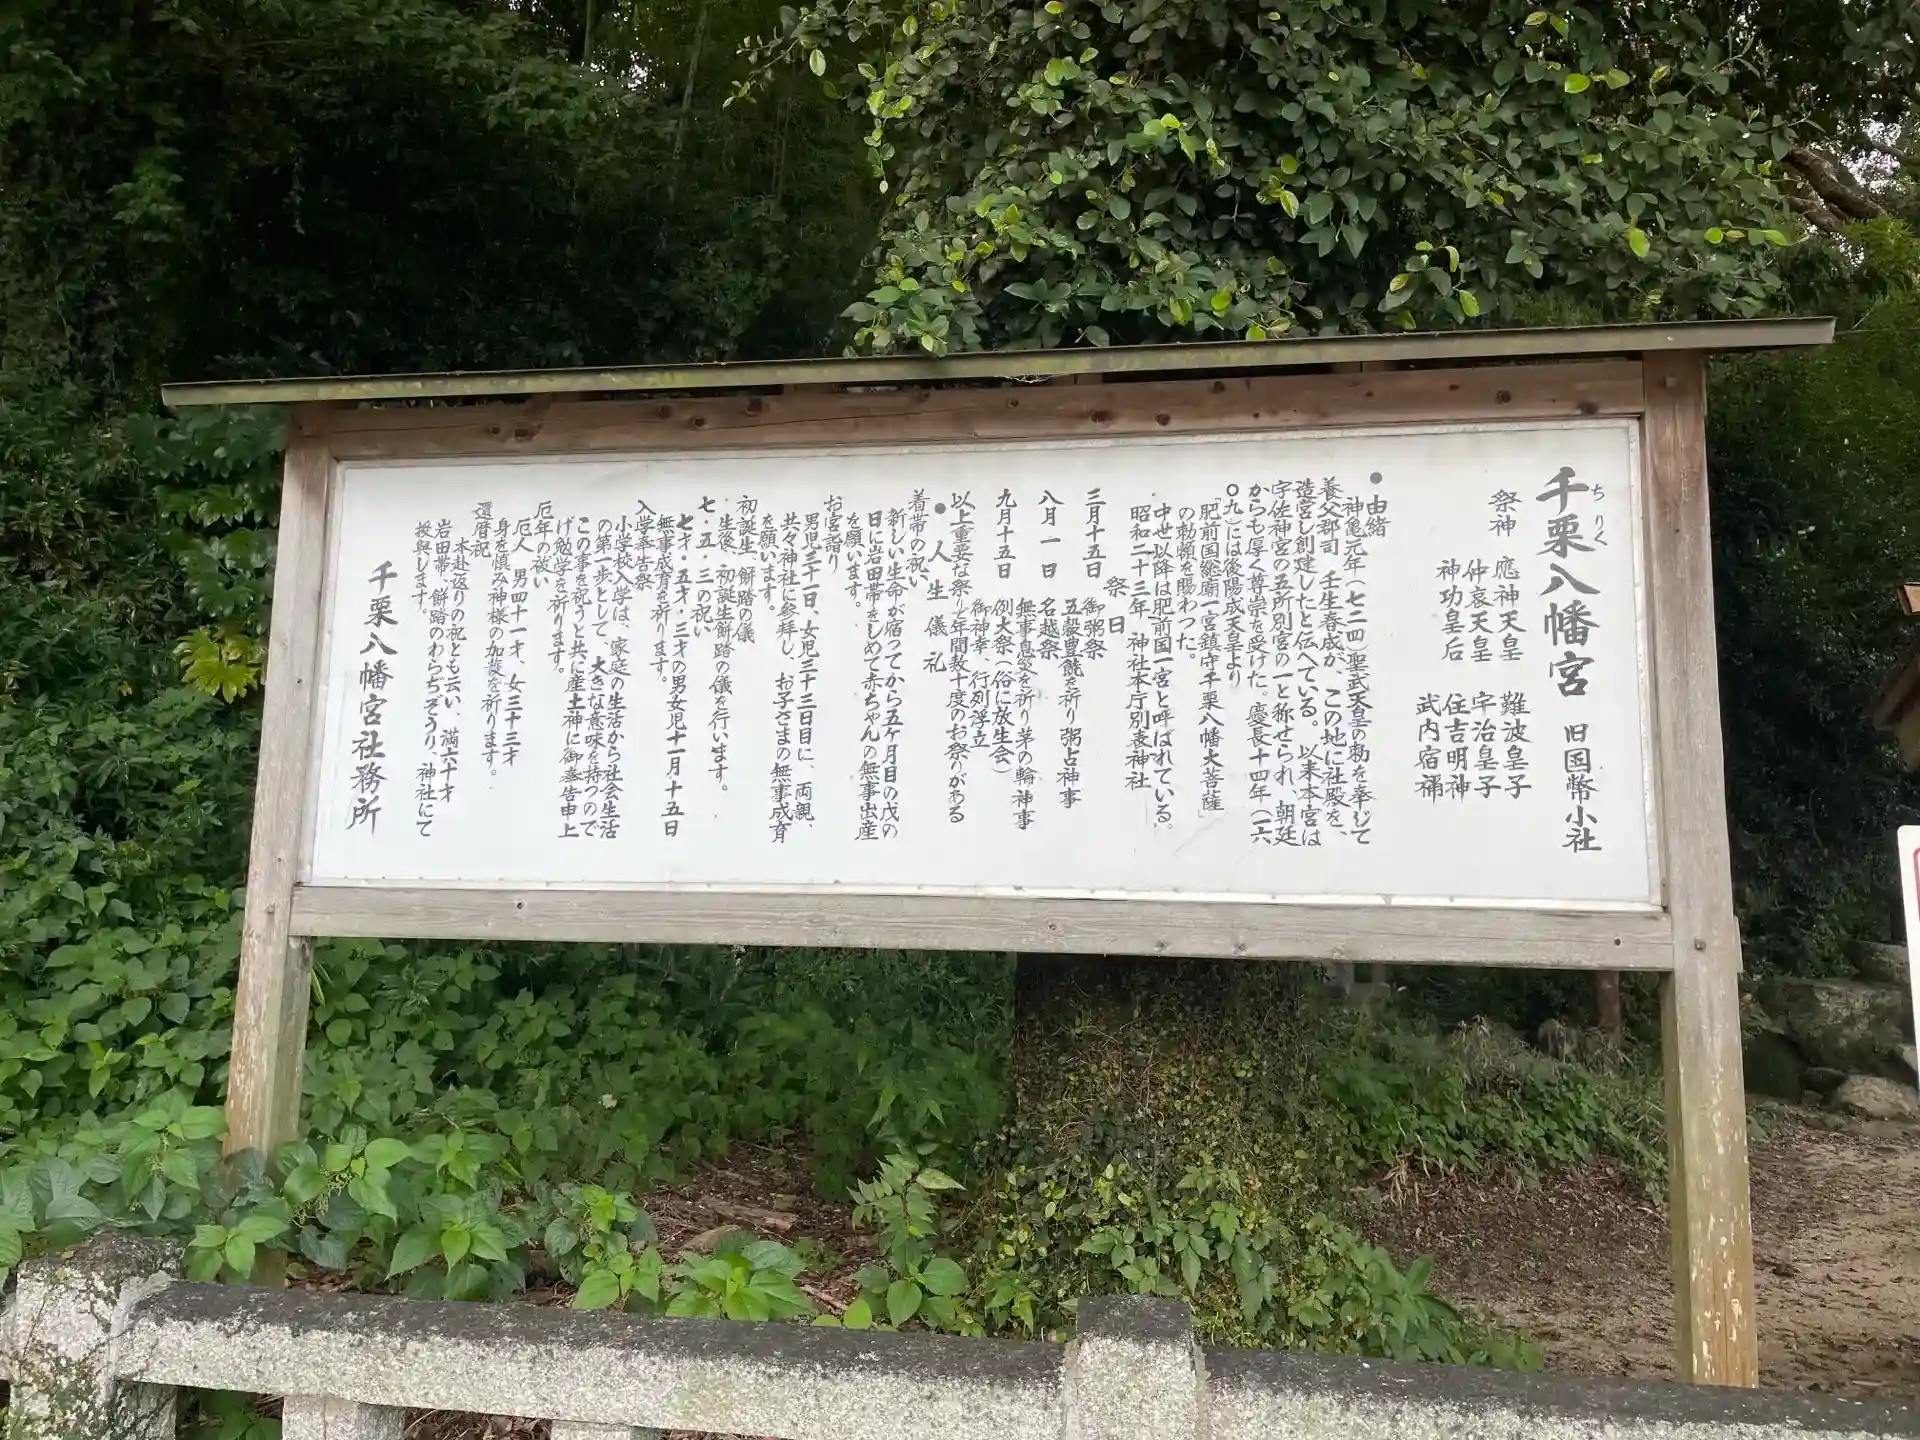 千栗八幡宮 旧国幣小社
ちりく
祭神 應神天皇 難波皇子
仲哀天皇 宇治皇子
神功皇后 住吉明神
武内宿禰
●由緒
神亀元年(七二四)聖武天皇の勅を奉じて
養父郡司 壬生春成が、この地に社殿を、
造営し創建したと伝へている。以来本宮は
宇佐神宮の五所別宮の一と称せられ、朝廷
からも厚く尊崇を受けた。慶長十四年(一六
〇九)には後陽成天皇より
「肥前国鎮廟一宮鎮守千栗八幡大菩薩」
の勅額を賜わった。
中世以降は肥前国一宮と呼ばれている。
昭和二十三年、神社本庁別表神社
祭日
三月十五日 御粥祭
五穀豊饒を祈り粥占神事
八月一日 名越祭
無事息災を祈り茅の輪神事
九月十五日 例大祭(俗に放生会)
御神幸、行列浮立
以上重要な祭りと年間数十度のお祭りがある
●人生儀礼
着帯の祝い
新しい生命が宿ってから五ヶ月目の戊の
日に岩田帯をしめて赤ちゃんの無事出産
を願います。
お宮詣り
男児三十一日、女児三十三日目に、両親、
共々神社に参拝し、お子さまの無事成育
を願います。
初誕生 餅踏の儀
生後、初誕生餅踏の儀を行います。
七・五・三の祝い
七才・五才・三才の男女児十一月十五日
無事成育を祈ります。
入学奉告祭
小学校入学は、家庭の生活から社会生活
の第一歩として、大きな意味を持つので
この事を祝うと共に産土神に御奉告申上
げ勉学を祈ります。
厄年の祓い
厄人 男四十一才、女三十三才
身を慎み神様の加護を祈ります。
還暦祝
本赴返りの祝とも云い、満六十才
岩田帯、餅踏のわらぢぞうり、神社にて
授與します。
千栗八幡宮社務所